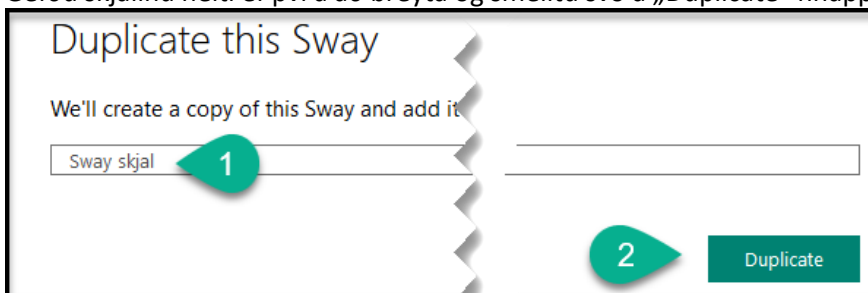 Duplicate this Sway
We'll create a copy of this Sway and add it
Sway skjal
1
2
Duplicate